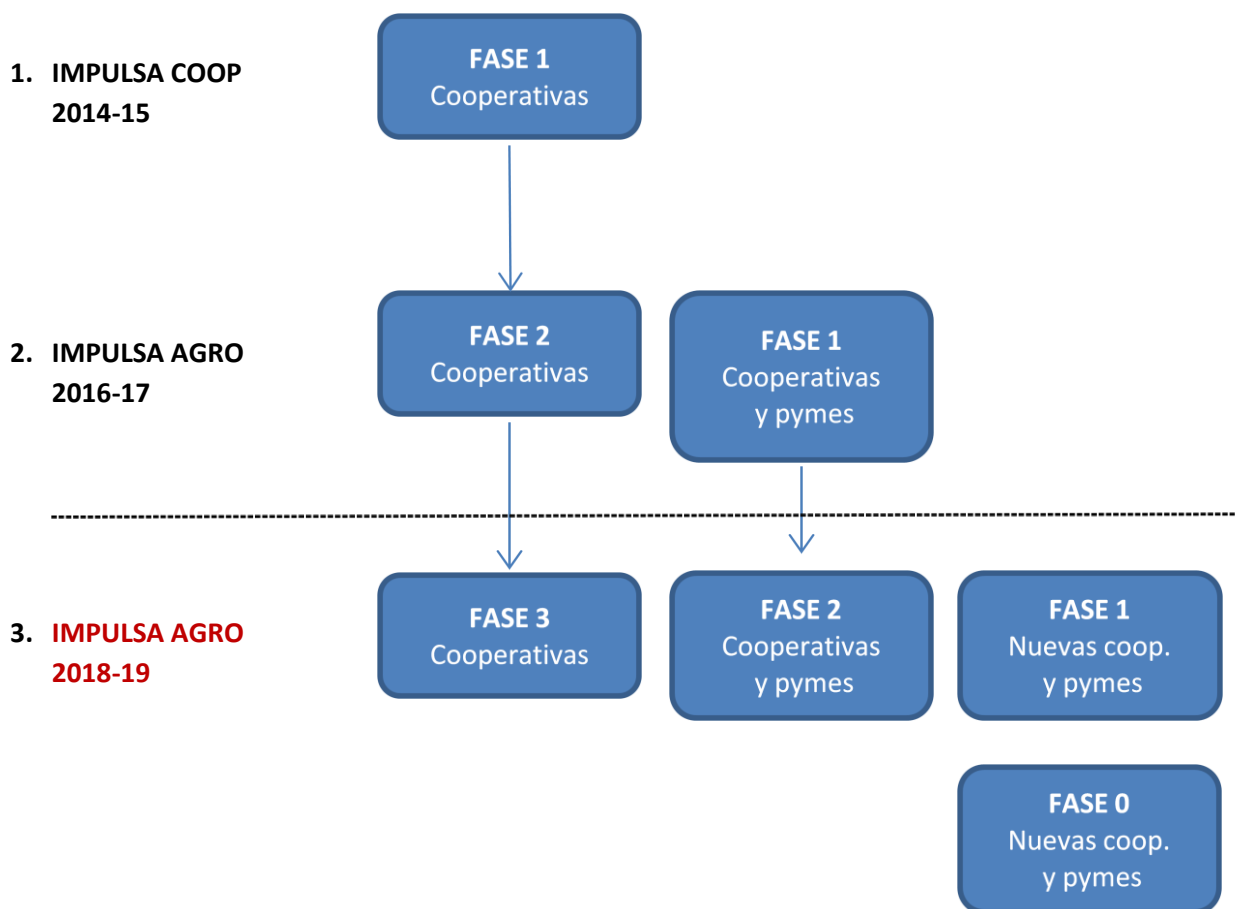 1. IMPULSA COOP
2014-15
FASE 1
Cooperativas
2. IMPULSA AGRO
2016-17
FASE 2
Cooperativas
FASE 1
Cooperativas
y pymes
3. IMPULSA AGRO
2018-19
FASE 3
Cooperativas
FASE 2
Cooperativas
y pymes
FASE 1
Nuevas coop.
y pymes
FASE 0
Nuevas coop.
y pymes